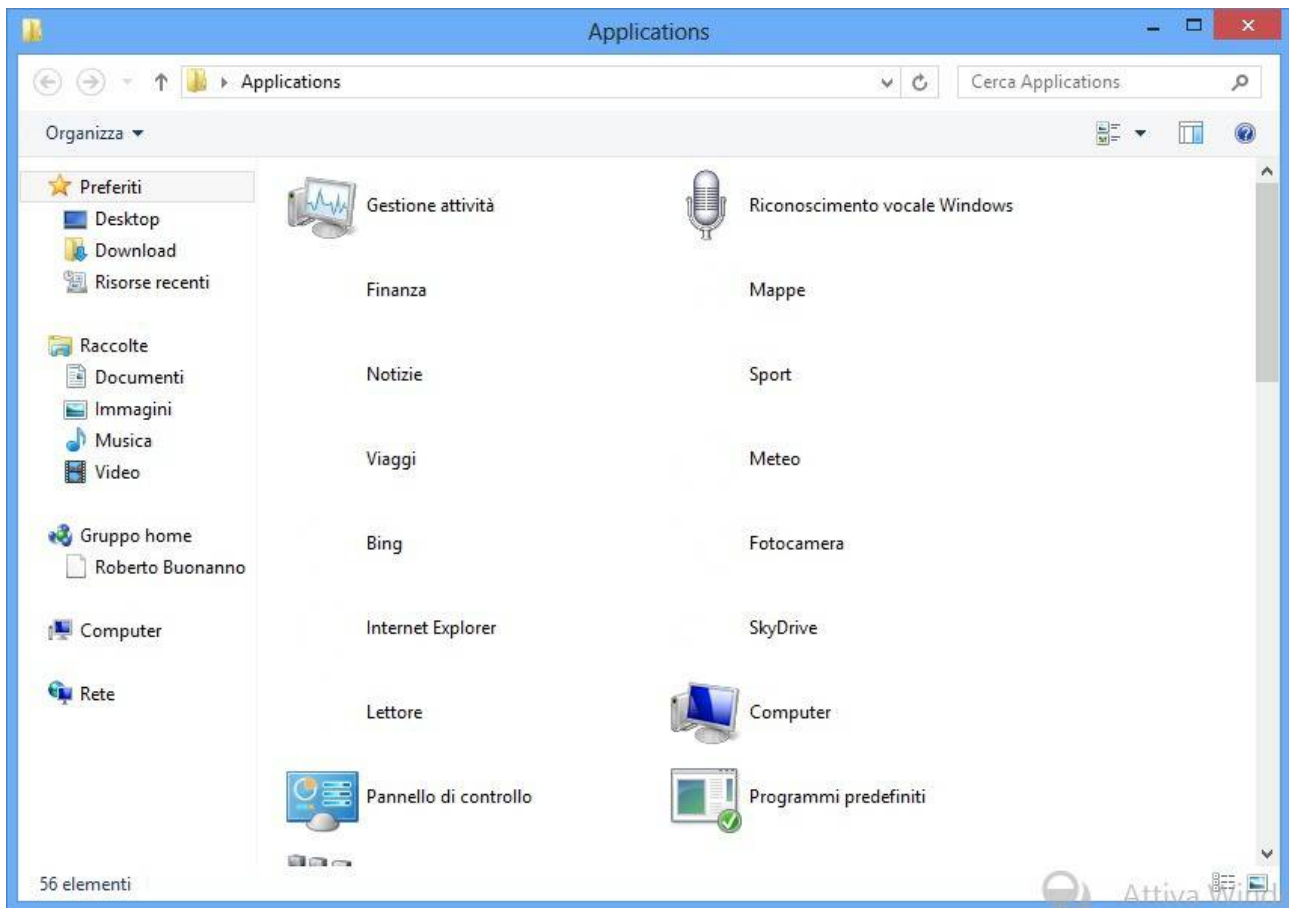 Applications
Applications
Cerca Applications
Organizza
Preferiti
Desktop
Download
Risorse recenti
Raccolte
Documenti
Immagini
Musica
Video
Gruppo home
Roberto Buonanno
Computer
Rete
Gestione attività
Riconoscimento vocale Windows
Finanza
Mappe
Notizie
Sport
Viaggi
Meteo
Bing
Fotocamera
Internet Explorer
SkyDrive
Lettore
Computer
Pannello di controllo
Programmi predefiniti
56 elementi
Attiva